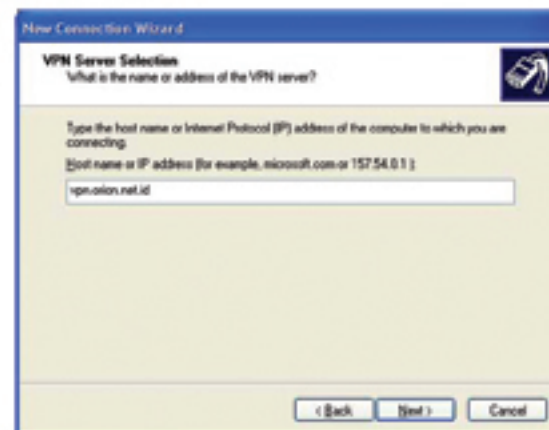 New Connection Wizard
VPN Server Selection
What is the name or address of the VPN server?
Type the host name or Internet Protocol (IP) address of the computer to which you are
connecting.
Host name or IP address (for example, microsoft.com or 157.54.0.1 ):
vpn.orion.net.id
< Back
Next >
Cancel